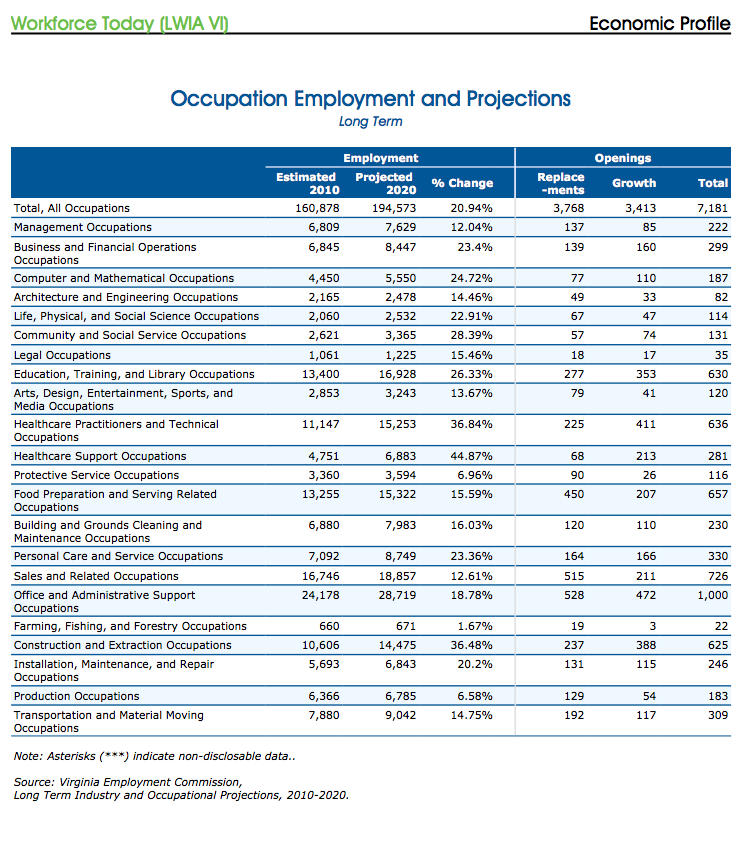 Workforce Today (LWIA VI) Economic Profile
Occupation Employment and Projections
Long Term
Employment Openings
Estimated 2010 Projected 2020 % Change Replace-ments Growth Total
Total, All Occupations 160,878 194,573 20.94% 3,768 3,413 7,181
Management Occupations 6,809 7,629 12.04% 137 85 222
Business and Financial Operations 6,845 8,447 23.4% 139 160 299
Occupations
Computer and Mathematical Occupations 4,450 5,550 24.72% 77 110 187
Architecture and Engineering Occupations 2,165 2,478 14.46% 49 33 82
Life, Physical, and Social Science Occupations 2,060 2,532 22.91% 67 47 114
Community and Social Service Occupations 2,621 3,365 28.39% 57 74 131
Legal Occupations 1,061 1,225 15.46% 18 17 35
Education, Training, and Library Occupations 13,400 16,928 26.33% 277 353 630
Arts, Design, Entertainment, Sports, and 2,853 3,243 13.67% 79 41 120
Media Occupations
Healthcare Practitioners and Technical 11,147 15,253 36.84% 225 411 636
Occupations
Healthcare Support Occupations 4,751 6,883 44.87% 68 213 281
Protective Service Occupations 3,360 3,594 6.96% 90 26 116
Food Preparation and Serving Related 13,255 15,322 15.59% 450 207 657
Occupations
Building and Grounds Cleaning and 6,880 7,983 16.03% 120 110 230
Maintenance Occupations
Personal Care and Service Occupations 7,092 8,749 23.36% 164 166 330
Sales and Related Occupations 16,746 18,857 12.61% 515 211 726
Office and Administrative Support 24,178 28,719 18.78% 528 472 1,000
Occupations
Farming, Fishing, and Forestry Occupations 660 671 1.67% 19 3 22
Construction and Extraction Occupations 10,606 14,475 36.48% 237 388 625
Installation, Maintenance, and Repair 5,693 6,843 20.2% 131 115 246
Occupations
Production Occupations 6,366 6,785 6.58% 129 54 183
Transportation and Material Moving 7,880 9,042 14.75% 192 117 309
Occupations
Note: Asterisks (***) indicate non-disclosable data..
Source: Virginia Employment Commission,
Long Term Industry and Occupational Projections, 2010-2020.